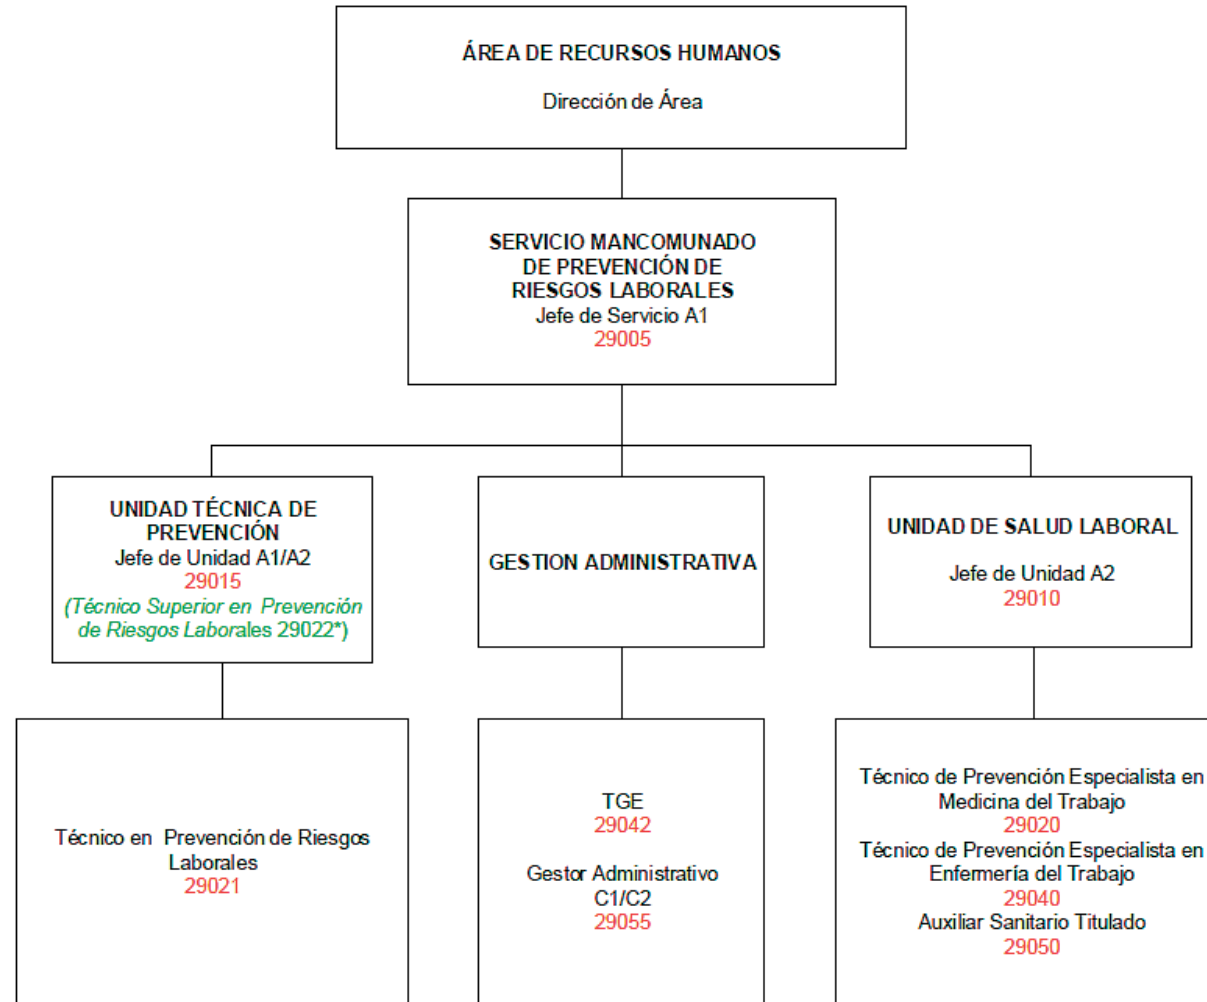 ÁREA DE RECURSOS HUMANOS
Dirección de Área
SERVICIO MANCOMUNADO
DE PREVENCIÓN DE
RIESGOS LABORALES
Jefe de Servicio A1
29005
UNIDAD TÉCNICA DE
PREVENCIÓN
Jefe de Unidad A1/A2
29015
(Técnico Superior en Prevención
de Riesgos Laborales 29022*)
GESTION ADMINISTRATIVA
UNIDAD DE SALUD LABORAL
Jefe de Unidad A2
29010
Técnico en Prevención de Riesgos
Laborales
29021
TGE
29042
Gestor Administrativo
C1/C2
29055
Técnico de Prevención Especialista en
Medicina del Trabajo
29020
Técnico de Prevención Especialista en
Enfermería del Trabajo
29040
Auxiliar Sanitario Titulado
29050